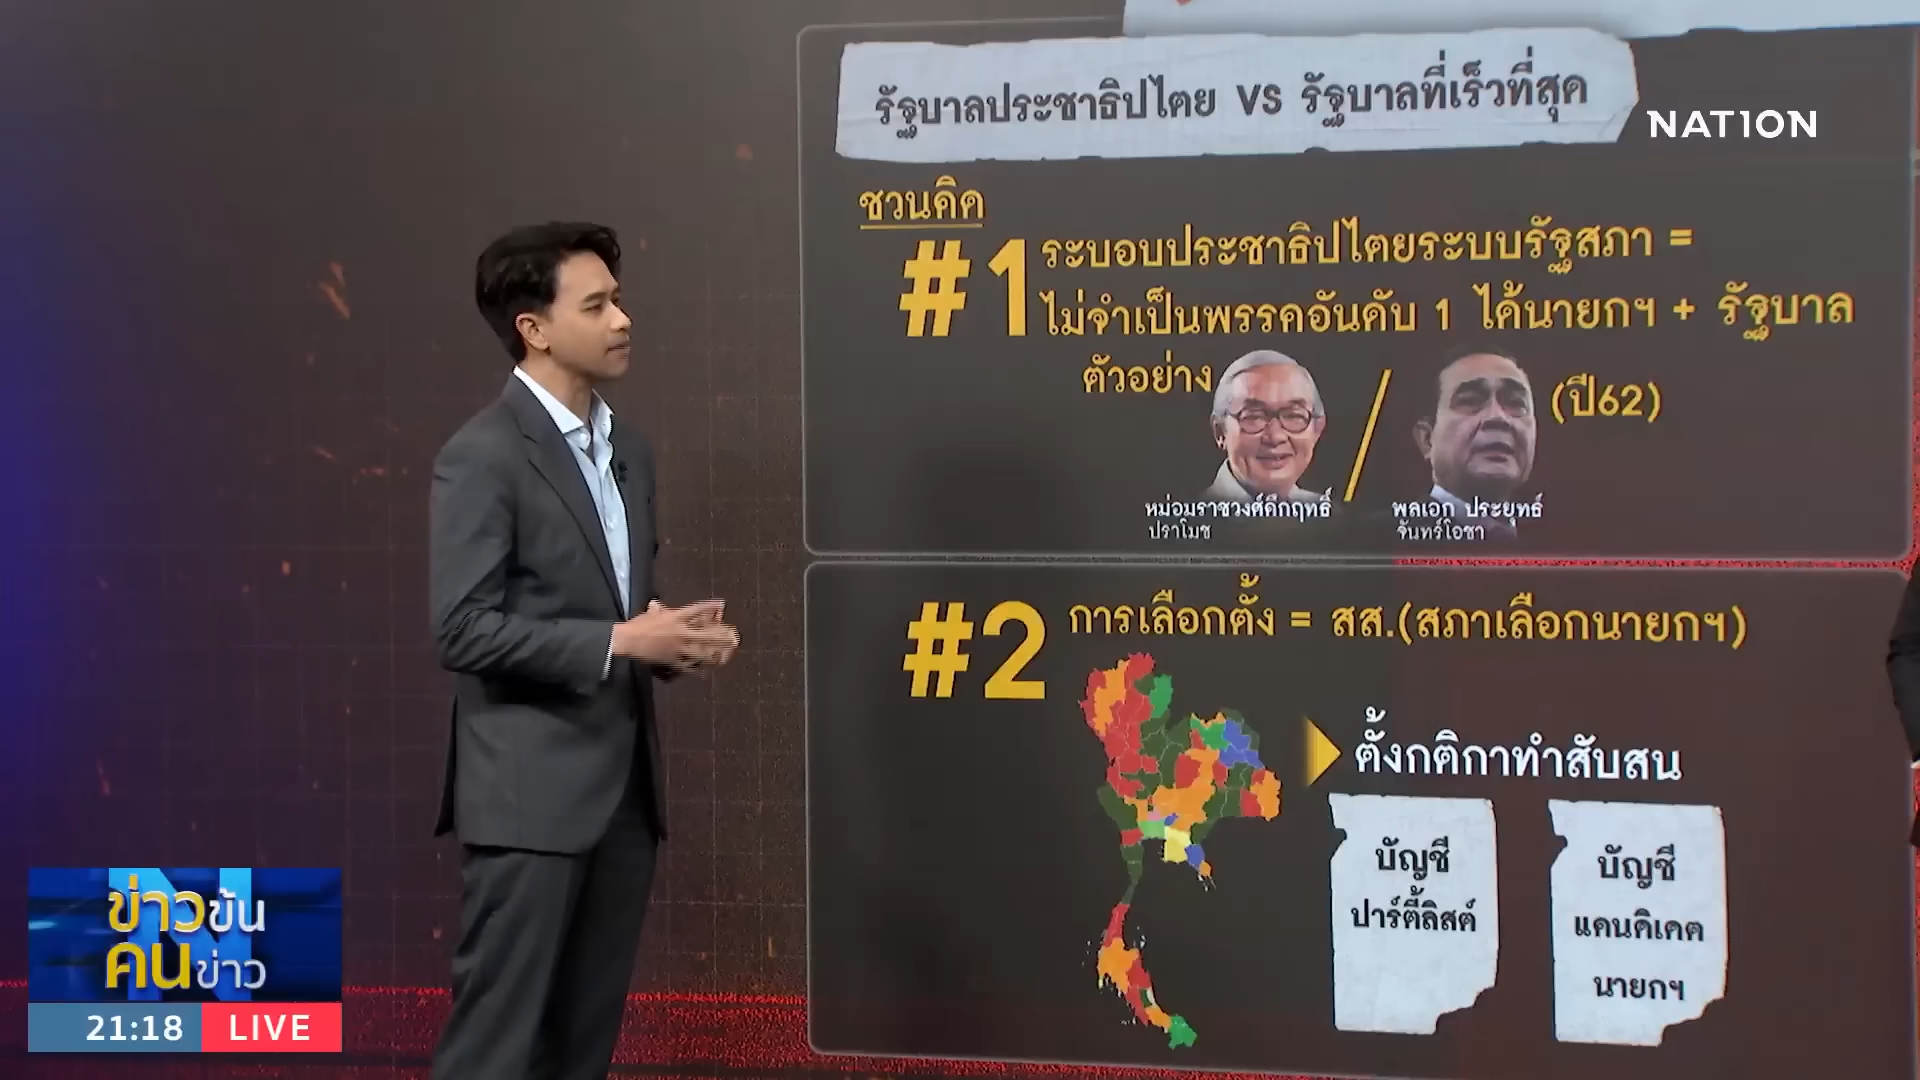 รัฐบาลประชาธิปไตย VS รัฐบาลที่เร็วที่สุด
NATION
ชวนคิด
#1 ระบอบประชาธิปไตยระบบรัฐสภา =
ไม่จำเป็นพรรคอันดับ 1 ได้นายกฯ + รัฐบาล
ตัวอย่าง / (ปี62)
หม่อมราชวงศ์คึกฤทธิ์
ปราโมช
พลเอก ประยุทธ์
จันทร์โอชา
#2 การเลือกตั้ง = สส.(สภาเลือกนายกฯ)
ตั้งกติกาทำสับสน
บัญชี
ปาร์ตี้ลิสต์
บัญชี
แคนดิเดต
นายกฯ
ข่าวข้น
คนข่าว
21:18 LIVE